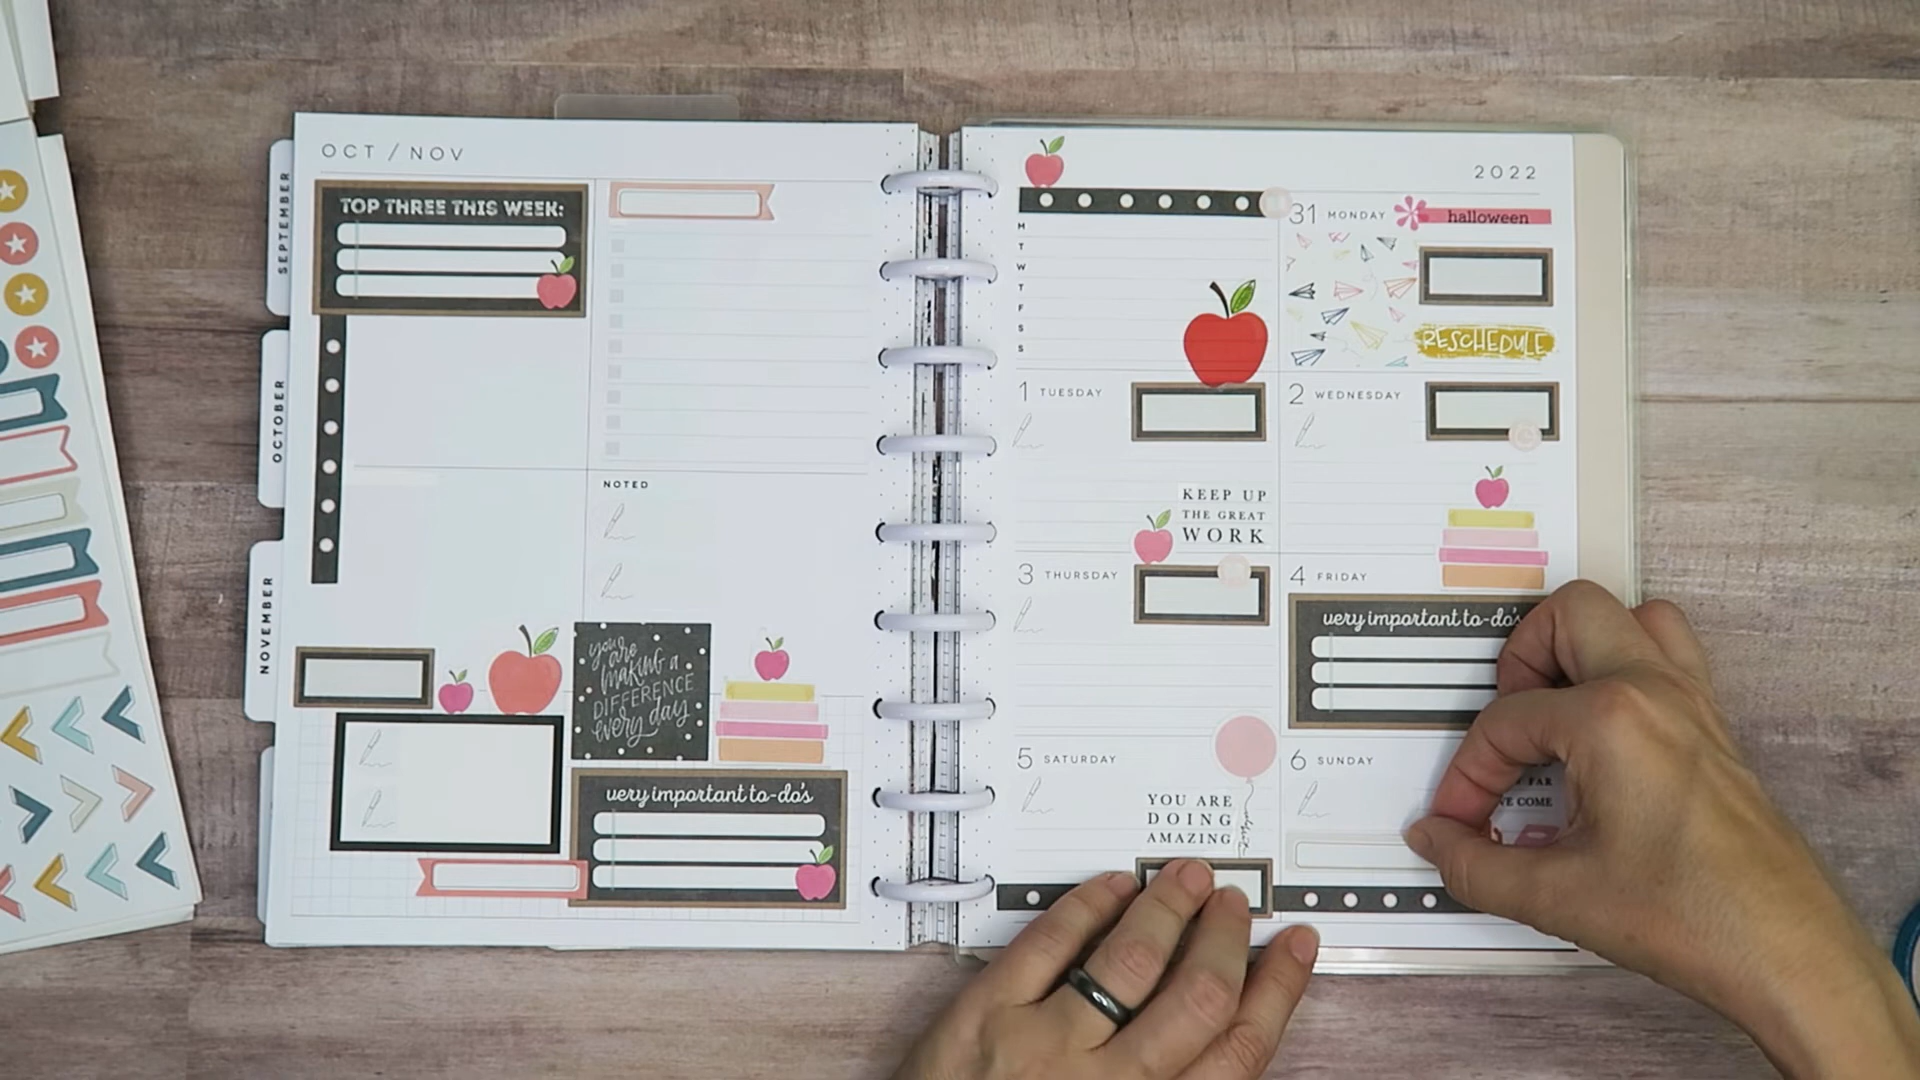 OCT / NOV
SEPTEMBER
OCTOBER
NOVEMBER
TOP THREE THIS WEEK:
NOTED
you are
making a
DIFFERENCE
every day
very important to-do's
2022
M
T
W
T
F
S
S
31 MONDAY
halloween
RESCHEDULE
1 TUESDAY
KEEP UP
THE GREAT
WORK
2 WEDNESDAY
3 THURSDAY
4 FRIDAY
very important to-do's
5 SATURDAY
YOU ARE
DOING
AMAZING
6 SUNDAY
FAR
COME